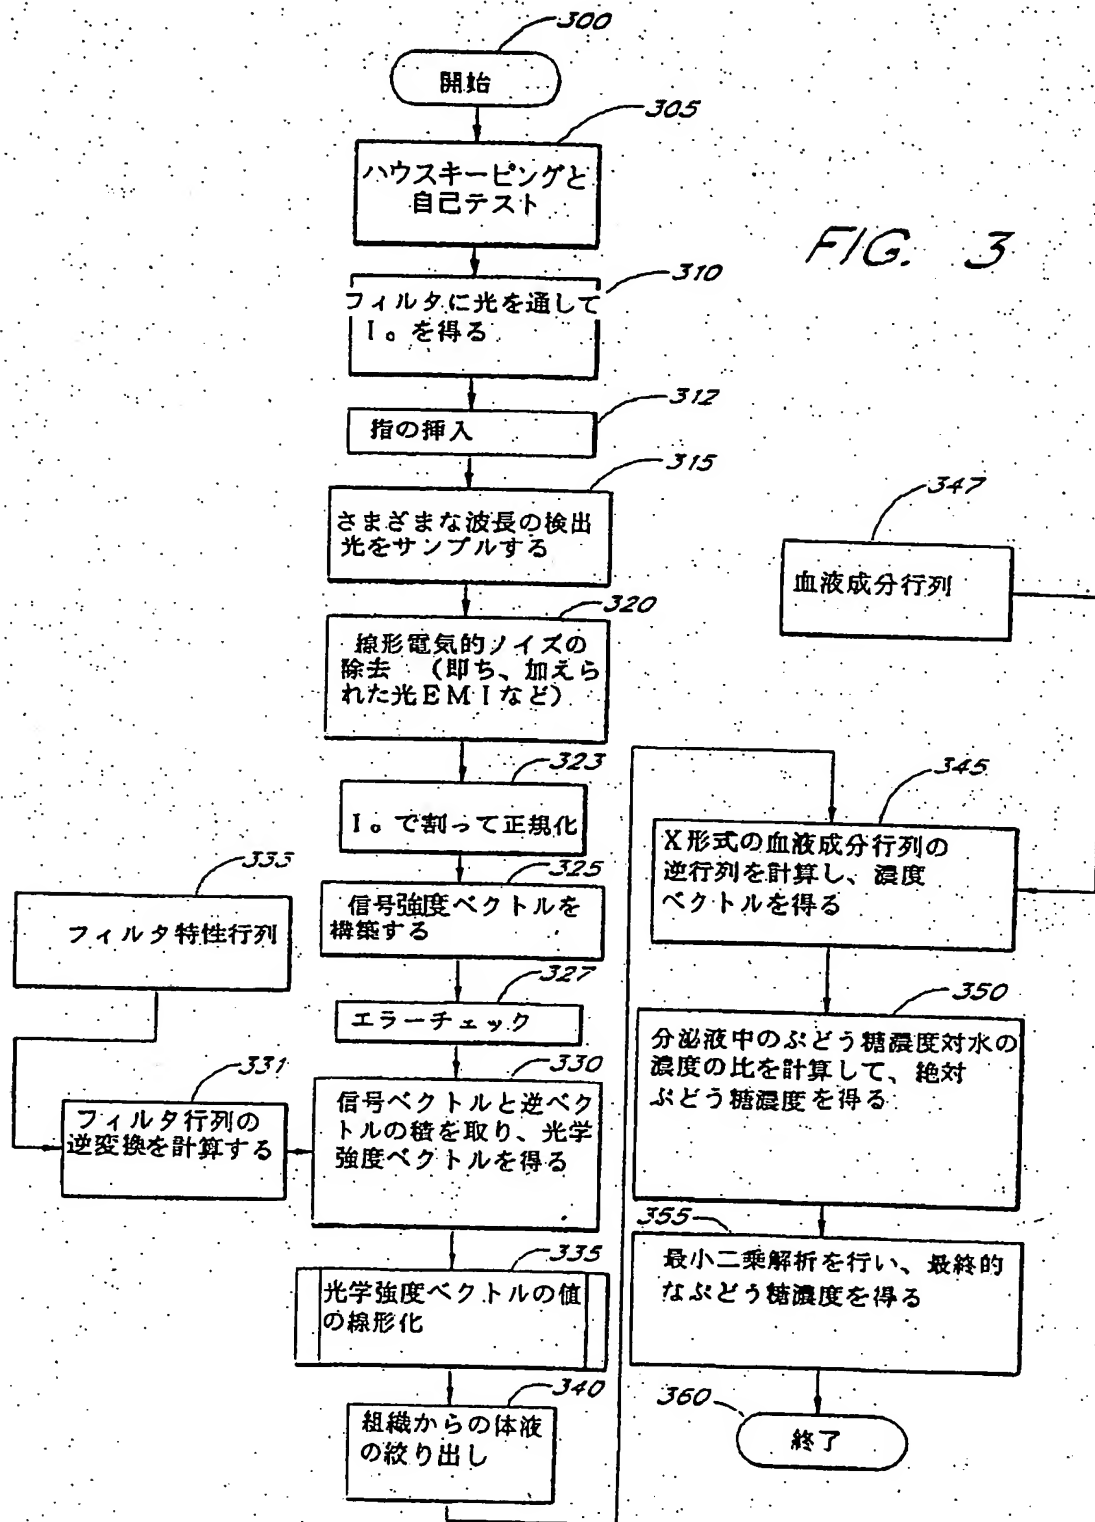 300
開始
305
ハウスキーピングと
自己テスト
FIG. 3
310
フィルタに光を通して
I₀を得る
312
指の挿入
315
さまざまな波長の検出
光をサンプルする
347
血液成分行列
320
線形電気的ノイズの
除去 (即ち、加えら
れた光EMIなど)
323
I₀で割って正規化
325
信号強度ベクトルを
構築する
327
エラーチェック
333
フィルタ特性行列
331
フィルタ行列の
逆変換を計算する
330
信号ベクトルと逆ベク
トルの積を取り、光学
強度ベクトルを得る
335
光学強度ベクトルの値
の線形化
340
組織からの体液
の絞り出し
345
X形式の血液成分行列の
逆行列を計算し、濃度
ベクトルを得る
350
分泌液中のぶどう糖濃度対水の
濃度の比を計算して、絶対
ぶどう糖濃度を得る
355
最小二乗解析を行い、最終的
なぶどう糖濃度を得る
360
終了